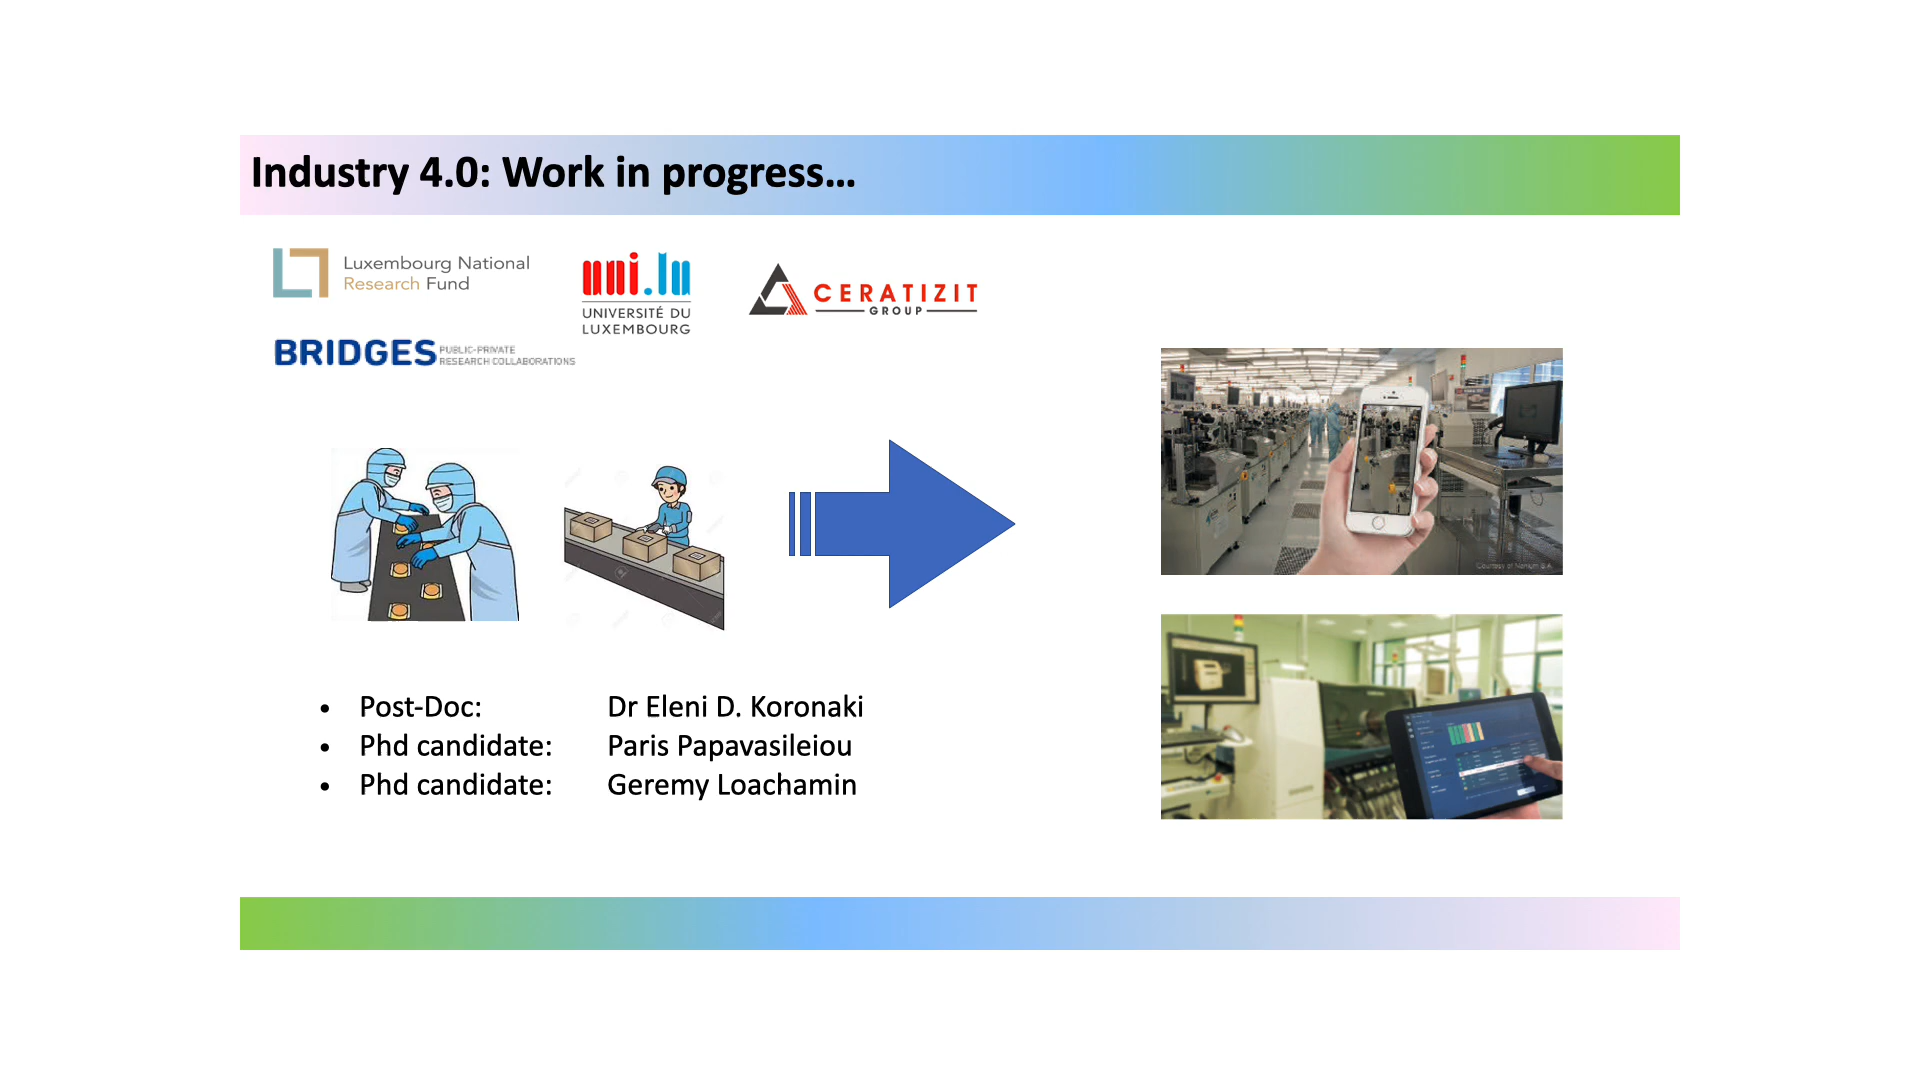 Industry 4.0: Work in progress...
Luxembourg National
Research Fund
uni.lu
UNIVERSITÉ DU
LUXEMBOURG
CERATIZIT
GROUP
BRIDGES
PUBLIC-PRIVATE
RESEARCH COLLABORATIONS
• Post-Doc: Dr Eleni D. Koronaki
• Phd candidate: Paris Papavasileiou
• Phd candidate: Geremy Loachamin